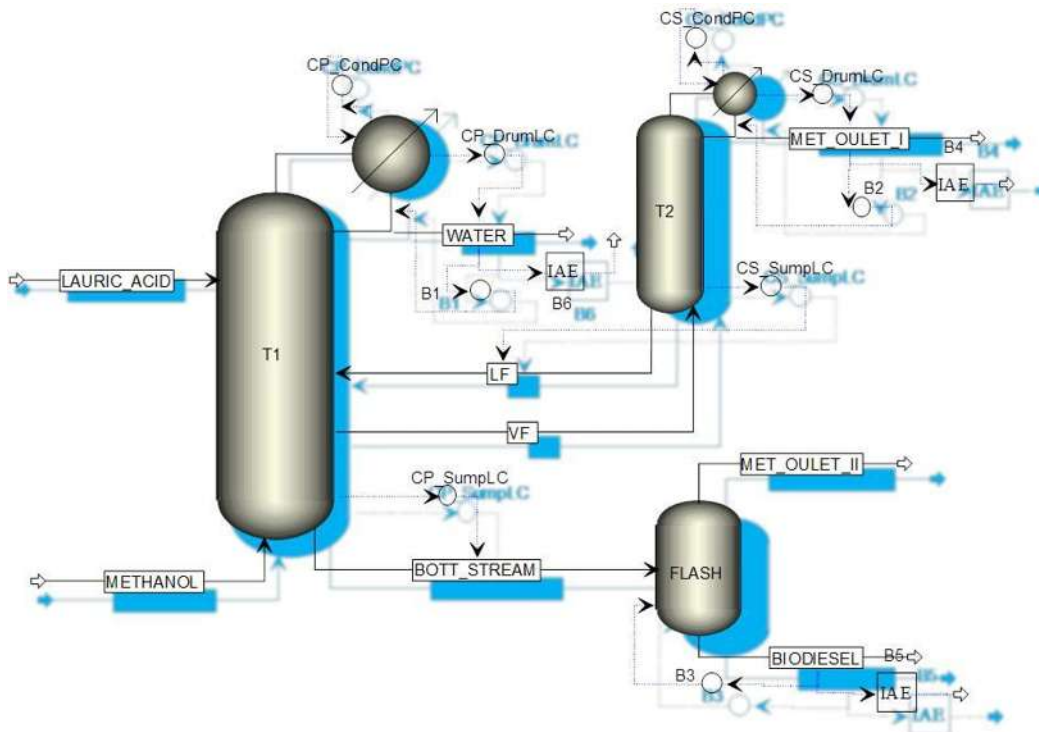 CS_CondPC
CP_CondPC
CS_DrumLC
CP_DrumLC
MET_OULET_I
B4
IAE
B2
T2
WATER
IAE
B1
B6
CS_SumpLC
LAURIC_ACID
T1
LF
VF
MET_OULET_II
CP_SumpLC
BOTT_STREAM
FLASH
METHANOL
BIODIESEL
B5
B3
IAE